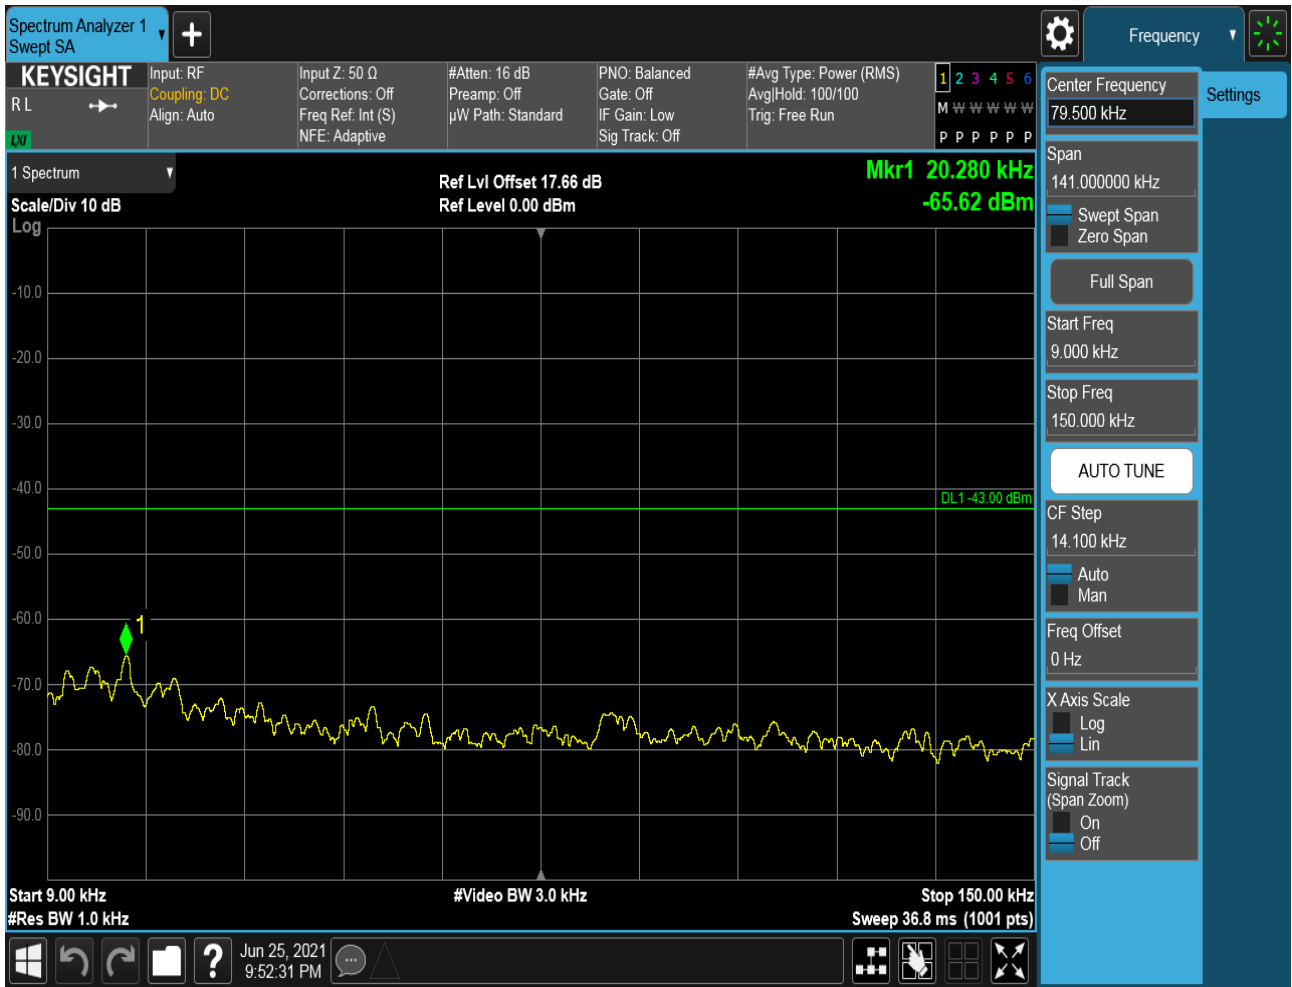 Spectrum Analyzer 1
Swept SA
Frequency
KEYSIGHT
R L
LXI
Input: RF
Coupling: DC
Align: Auto
Input Z: 50 Ω
Corrections: Off
Freq Ref: Int (S)
NFE: Adaptive
#Atten: 16 dB
Preamp: Off
µW Path: Standard
PNO: Balanced
Gate: Off
IF Gain: Low
Sig Track: Off
#Avg Type: Power (RMS)
Avg|Hold: 100/100
Trig: Free Run
1 2 3 4 5 6
M W W W W W
P P P P P P
1 Spectrum
Scale/Div 10 dB
Log
Ref Lvl Offset 17.66 dB
Ref Level 0.00 dBm
Mkr1 20.280 kHz
-65.62 dBm
-10.0
-20.0
-30.0
-40.0
DL1 -43.00 dBm
-50.0
-60.0
1
-70.0
-80.0
-90.0
Start 9.00 kHz
#Video BW 3.0 kHz
Stop 150.00 kHz
#Res BW 1.0 kHz
Sweep 36.8 ms (1001 pts)
Center Frequency
79.500 kHz
Settings
Span
141.000000 kHz
Swept Span
Zero Span
Full Span
Start Freq
9.000 kHz
Stop Freq
150.000 kHz
AUTO TUNE
CF Step
14.100 kHz
Auto
Man
Freq Offset
0 Hz
X Axis Scale
Log
Lin
Signal Track
(Span Zoom)
On
Off
?
Jun 25, 2021
9:52:31 PM